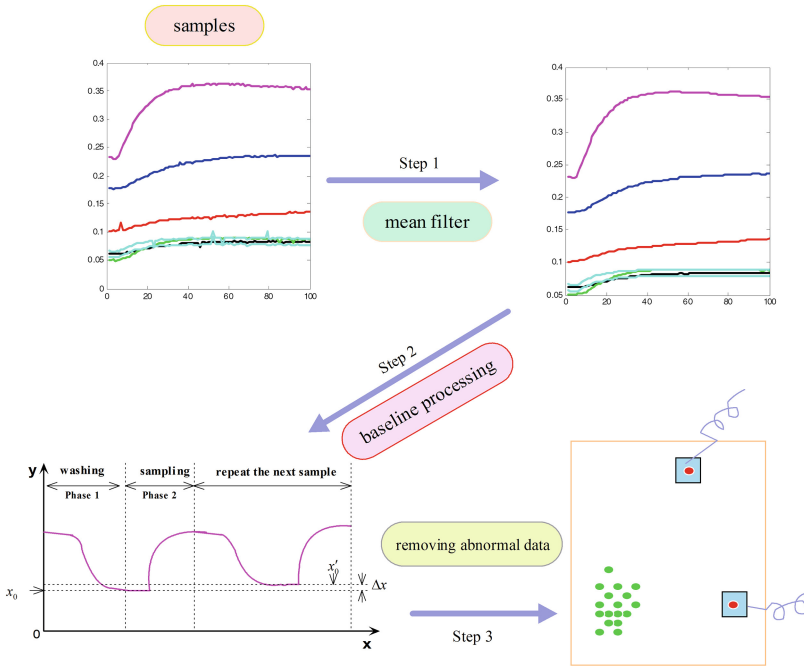 samples
0.4
0.35
0.3
0.25
0.2
0.15
0.1
0.05
0
0 20 40 60 80 100
Step 1
mean filter
0.4
0.35
0.3
0.25
0.2
0.15
0.1
0.05
0 20 40 60 80 100
Step 2
baseline processing
y
washing sampling repeat the next sample
Phase 1 Phase 2
x₀
x₀′
Δx
0
x
removing abnormal data
Step 3